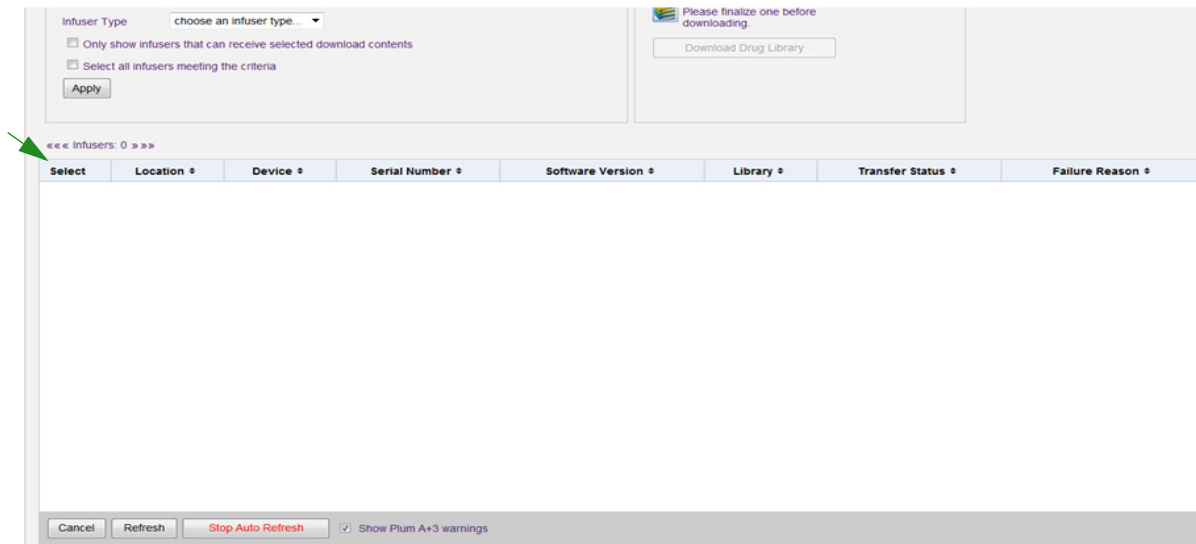 Infuser Type choose an infuser type...
Only show infusers that can receive selected download contents
Select all infusers meeting the criteria
Apply
Please finalize one before
downloading.
Download Drug Library
««« Infusers: 0 » »»
Select Location Device Serial Number Software Version Library Transfer Status Failure Reason
Cancel Refresh Stop Auto Refresh Show Plum A+3 warnings